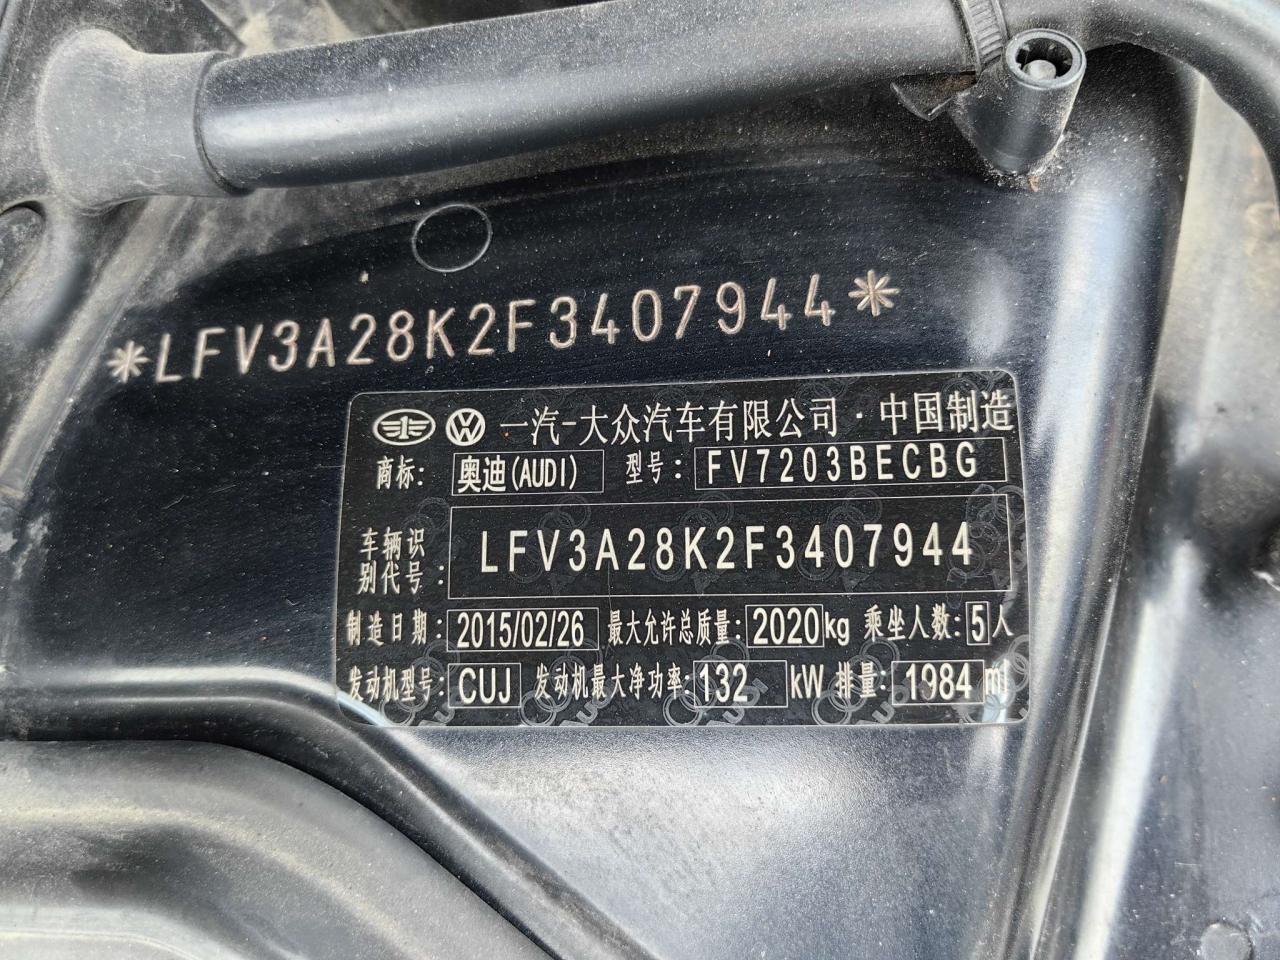 *LFV3A28K2F3407944*
一汽-大众汽车有限公司·中国制造
商标: 奥迪(AUDI) 型号: FV7203BECBG
车辆识别代号: LFV3A28K2F3407944
制造日期: 2015/02/26 最大允许总质量: 2020kg 乘坐人数: 5人
发动机型号: CUJ 发动机最大净功率: 132 kW 排量: 1984 ml